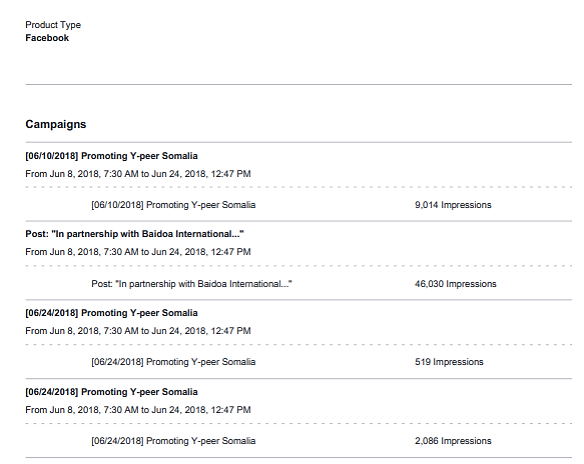 Product Type
Facebook
Campaigns
[06/10/2018] Promoting Y-peer Somalia
From Jun 8, 2018, 7:30 AM to Jun 24, 2018, 12:47 PM
[06/10/2018] Promoting Y-peer Somalia 9,014 Impressions
Post: "In partnership with Baidoa International..."
From Jun 8, 2018, 7:30 AM to Jun 24, 2018, 12:47 PM
Post: "In partnership with Baidoa International..." 46,030 Impressions
[06/24/2018] Promoting Y-peer Somalia
From Jun 8, 2018, 7:30 AM to Jun 24, 2018, 12:47 PM
[06/24/2018] Promoting Y-peer Somalia 519 Impressions
[06/24/2018] Promoting Y-peer Somalia
From Jun 8, 2018, 7:30 AM to Jun 24, 2018, 12:47 PM
[06/24/2018] Promoting Y-peer Somalia 2,086 Impressions